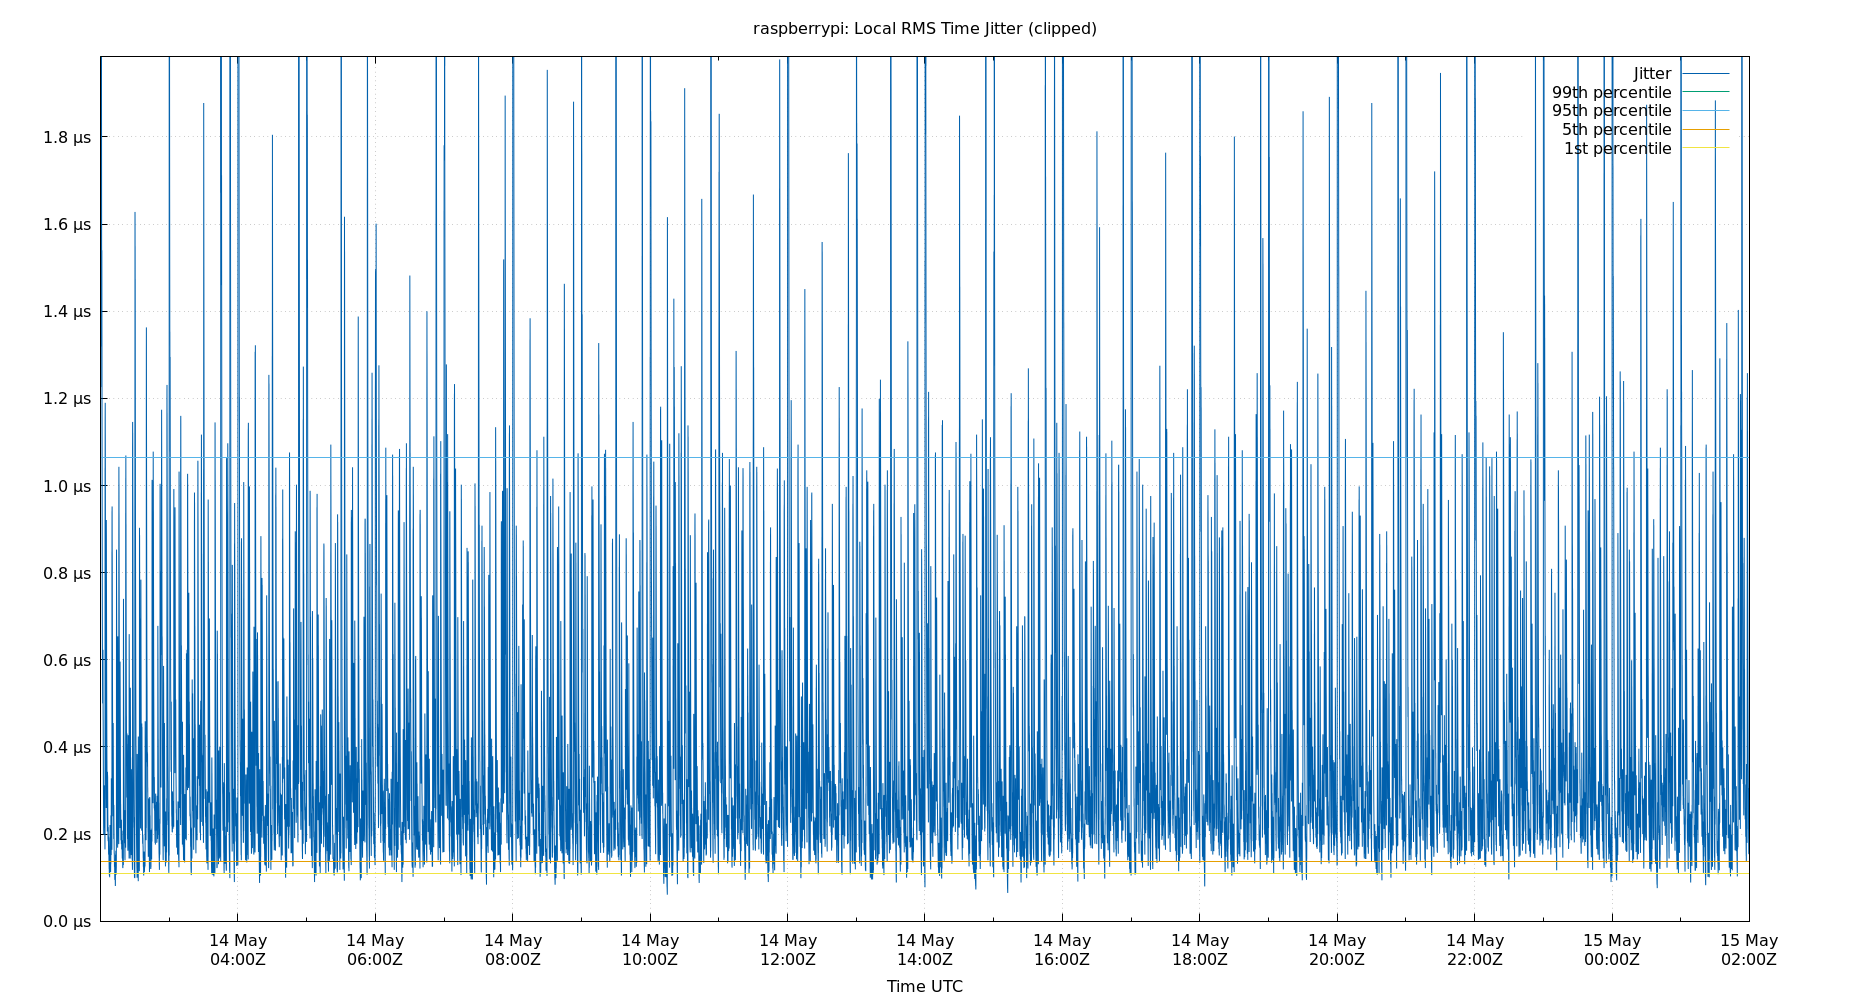 raspberrypi: Local RMS Time Jitter (clipped)
Jitter
99th percentile
95th percentile
5th percentile
1st percentile
1.8 µs
1.6 µs
1.4 µs
1.2 µs
1.0 µs
0.8 µs
0.6 µs
0.4 µs
0.2 µs
0.0 µs
14 May 14 May 14 May 14 May 14 May 14 May 14 May 14 May 14 May 14 May 15 May 15 May
04:00Z 06:00Z 08:00Z 10:00Z 12:00Z 14:00Z 16:00Z 18:00Z 20:00Z 22:00Z 00:00Z 02:00Z
Time UTC